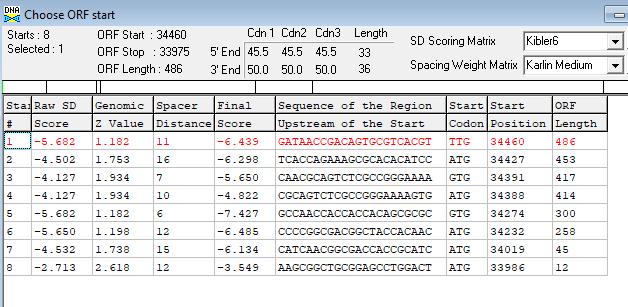 DNA Choose ORF start
Starts : 8 ORF Start : 34460 Cdn 1 Cdn 2 Cdn3 Length SD Scoring Matrix Kibler6
Selected : 1 ORF Stop : 33975 5' End 45.5 45.5 45.5 33
ORF Length : 486 3' End 50.0 50.0 50.0 36 Spacing Weight Matrix Karlin Medium
Star Raw SD Genomic Spacer Final Sequence of the Region Start Start ORF
# Score Z Value Distance Score Upstream of the Start Codon Position Length
1 -5.682 1.182 11 -6.439 GATAACCGACAGTGCGTCACGT TTG 34460 486
2 -4.502 1.753 16 -6.298 TCACCAGAAAGCGCACACATCC ATG 34427 453
3 -4.127 1.934 7 -5.650 CAACGCAGTCTCGCCGGGAAAA GTG 34391 417
4 -4.127 1.934 10 -4.822 CGCAGTCTCGCCGGGAAAAGTG ATG 34388 414
5 -5.682 1.182 6 -7.427 GCCAACCACCACCACAGCGCGC GTG 34274 300
6 -5.650 1.198 12 -6.485 CCCCGGCGACGGCTACCACAAC ATG 34232 258
7 -4.532 1.738 15 -6.134 CATCAACGGCACCACCGCCATC ATG 34019 45
8 -2.713 2.618 12 -3.549 AAGCGGCTGCGGAGCCTGGACT ATG 33986 12